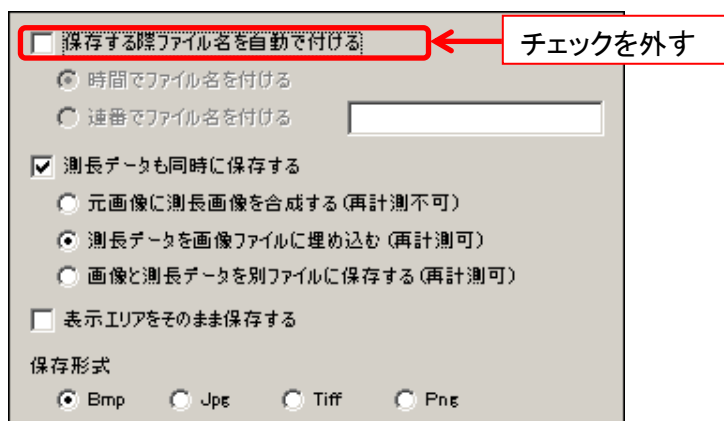 保存する際ファイル名を自動で付ける
チェックを外す
時間でファイル名を付ける
連番でファイル名を付ける
測長データも同時に保存する
元画像に測長画像を合成する(再計測不可)
測長データを画像ファイルに埋め込む(再計測可)
画像と測長データを別ファイルに保存する(再計測可)
表示エリアをそのまま保存する
保存形式
Bmp Jpg Tiff Png